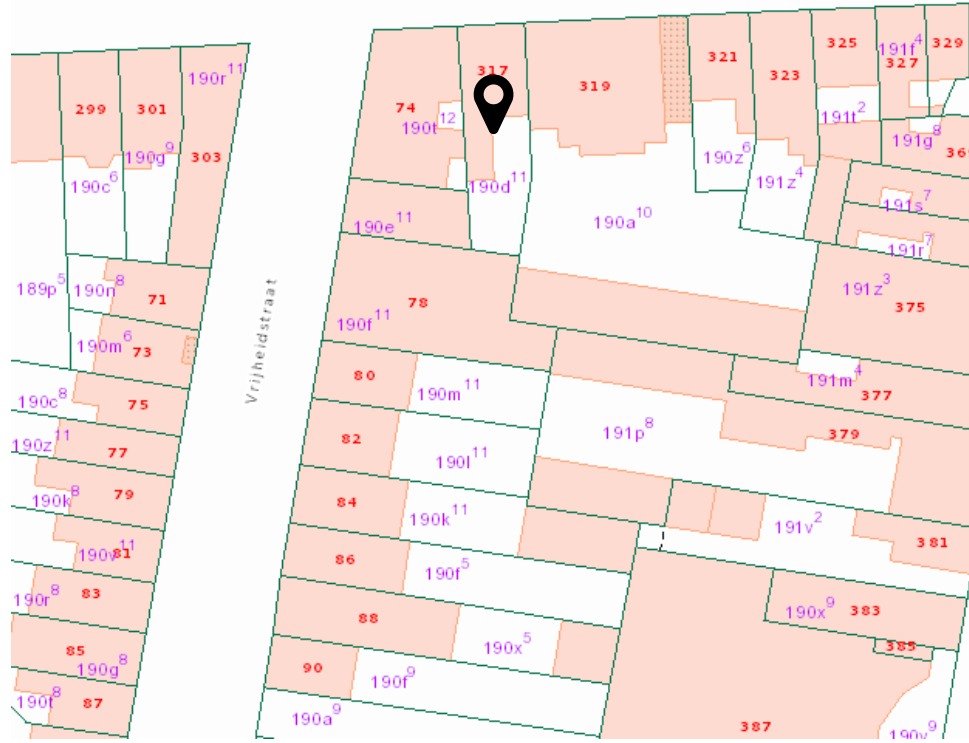 190r¹¹
299
301
190g⁹
303
190c⁶
189p⁵
190n⁸
71
190m⁶
73
190c⁸
75
190z¹¹
77
190k⁸
79
190v¹¹
81
190r⁸
83
85
190g⁸
190t⁸
87
Vrijheidstraat
317
74
190t¹²
190d¹¹
190e¹¹
319
190a¹⁰
321
190z⁶
323
191z⁴
325
191t²
191f⁴
327
329
191g⁸
191s⁷
191r⁷
191z³
375
78
190f¹¹
80
190m¹¹
82
190l¹¹
84
190k¹¹
86
190f⁵
88
190x⁵
90
190f⁹
190a⁹
191m⁴
377
191p⁸
379
191v²
381
190x⁹
383
385
387